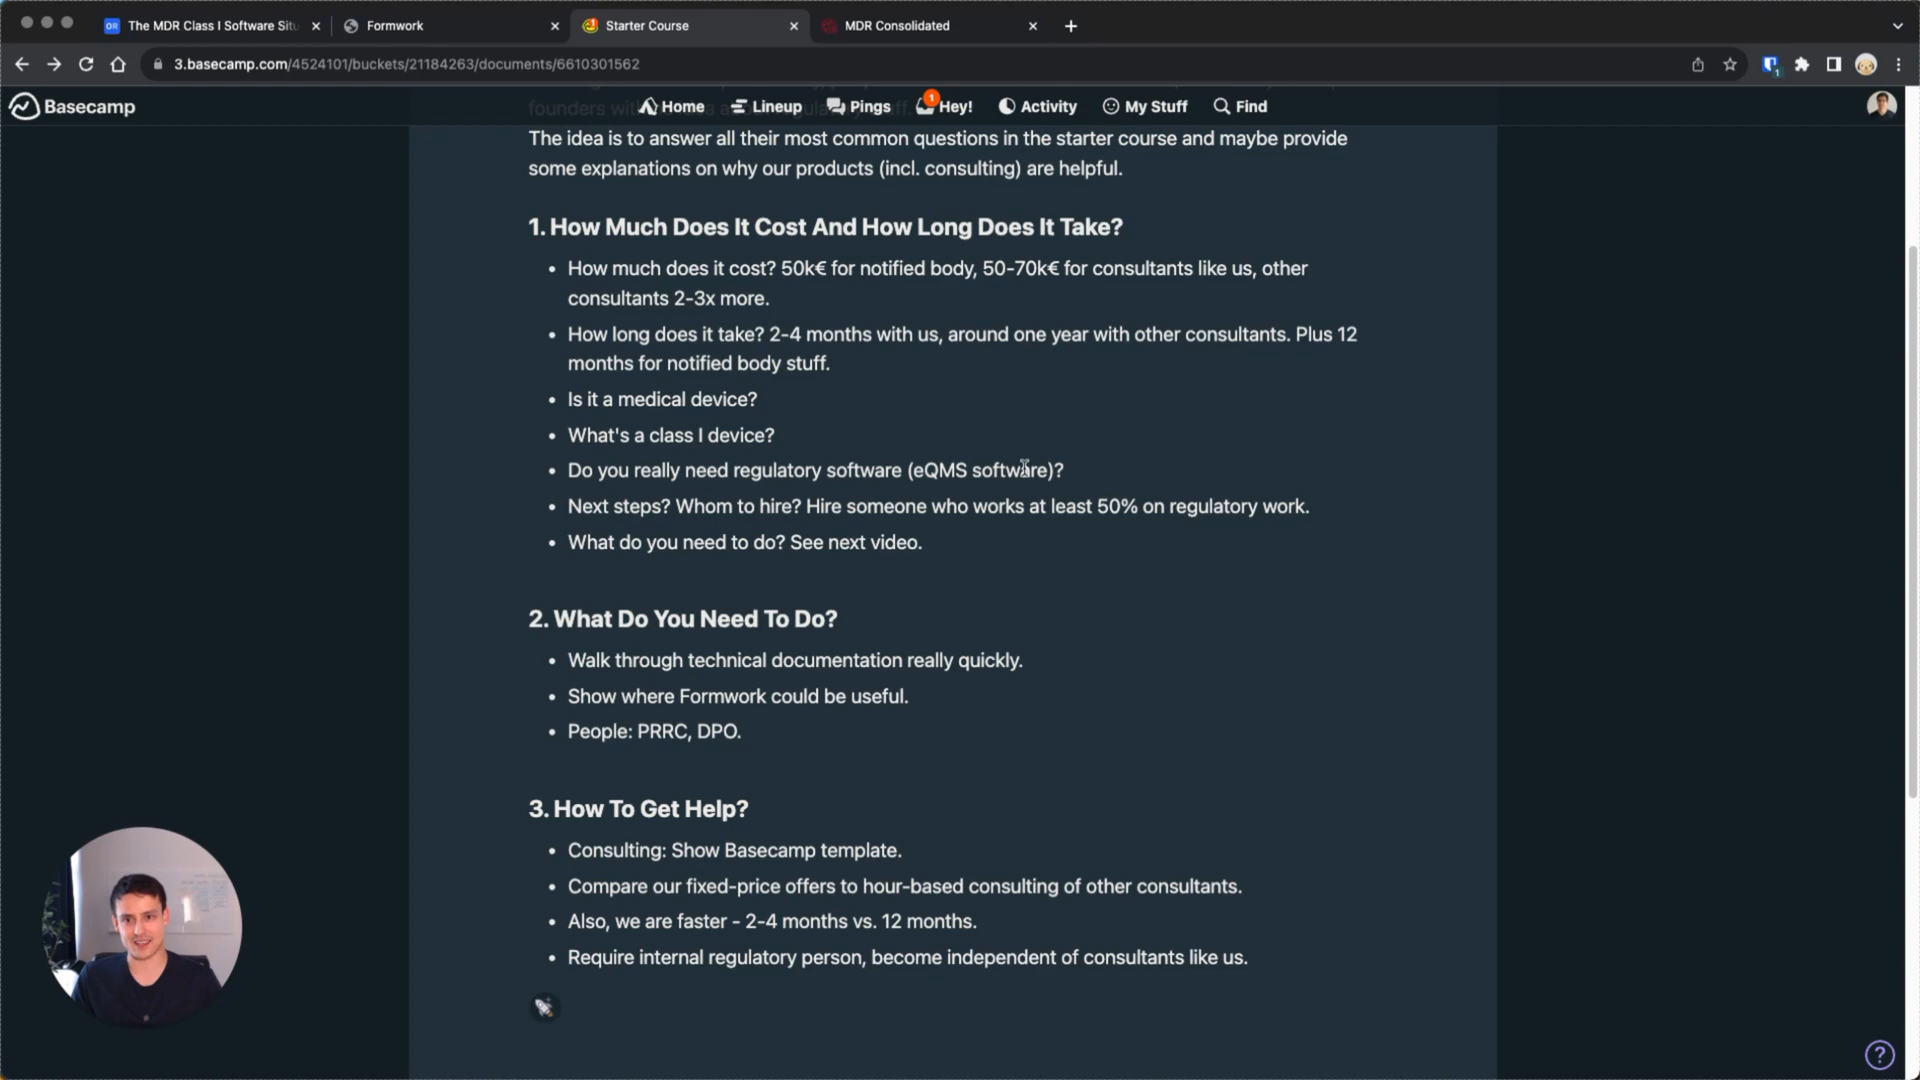 OR The MDR Class I Software Situ
Formwork
Starter Course
MDR Consolidated
3.basecamp.com/4524101/buckets/21184263/documents/6610301562
1
Basecamp
Home
Lineup
Pings
1
Hey!
Activity
My Stuff
Find
founders with
The idea is to answer all their most common questions in the starter course and maybe provide
some explanations on why our products (incl. consulting) are helpful.
1. How Much Does It Cost And How Long Does It Take?
• How much does it cost? 50k€ for notified body, 50-70k€ for consultants like us, other
consultants 2-3x more.
• How long does it take? 2-4 months with us, around one year with other consultants. Plus 12
months for notified body stuff.
• Is it a medical device?
• What's a class I device?
• Do you really need regulatory software (eQMS software)?
• Next steps? Whom to hire? Hire someone who works at least 50% on regulatory work.
• What do you need to do? See next video.
2. What Do You Need To Do?
• Walk through technical documentation really quickly.
• Show where Formwork could be useful.
• People: PRRC, DPO.
3. How To Get Help?
• Consulting: Show Basecamp template.
• Compare our fixed-price offers to hour-based consulting of other consultants.
• Also, we are faster - 2-4 months vs. 12 months.
• Require internal regulatory person, become independent of consultants like us.
?